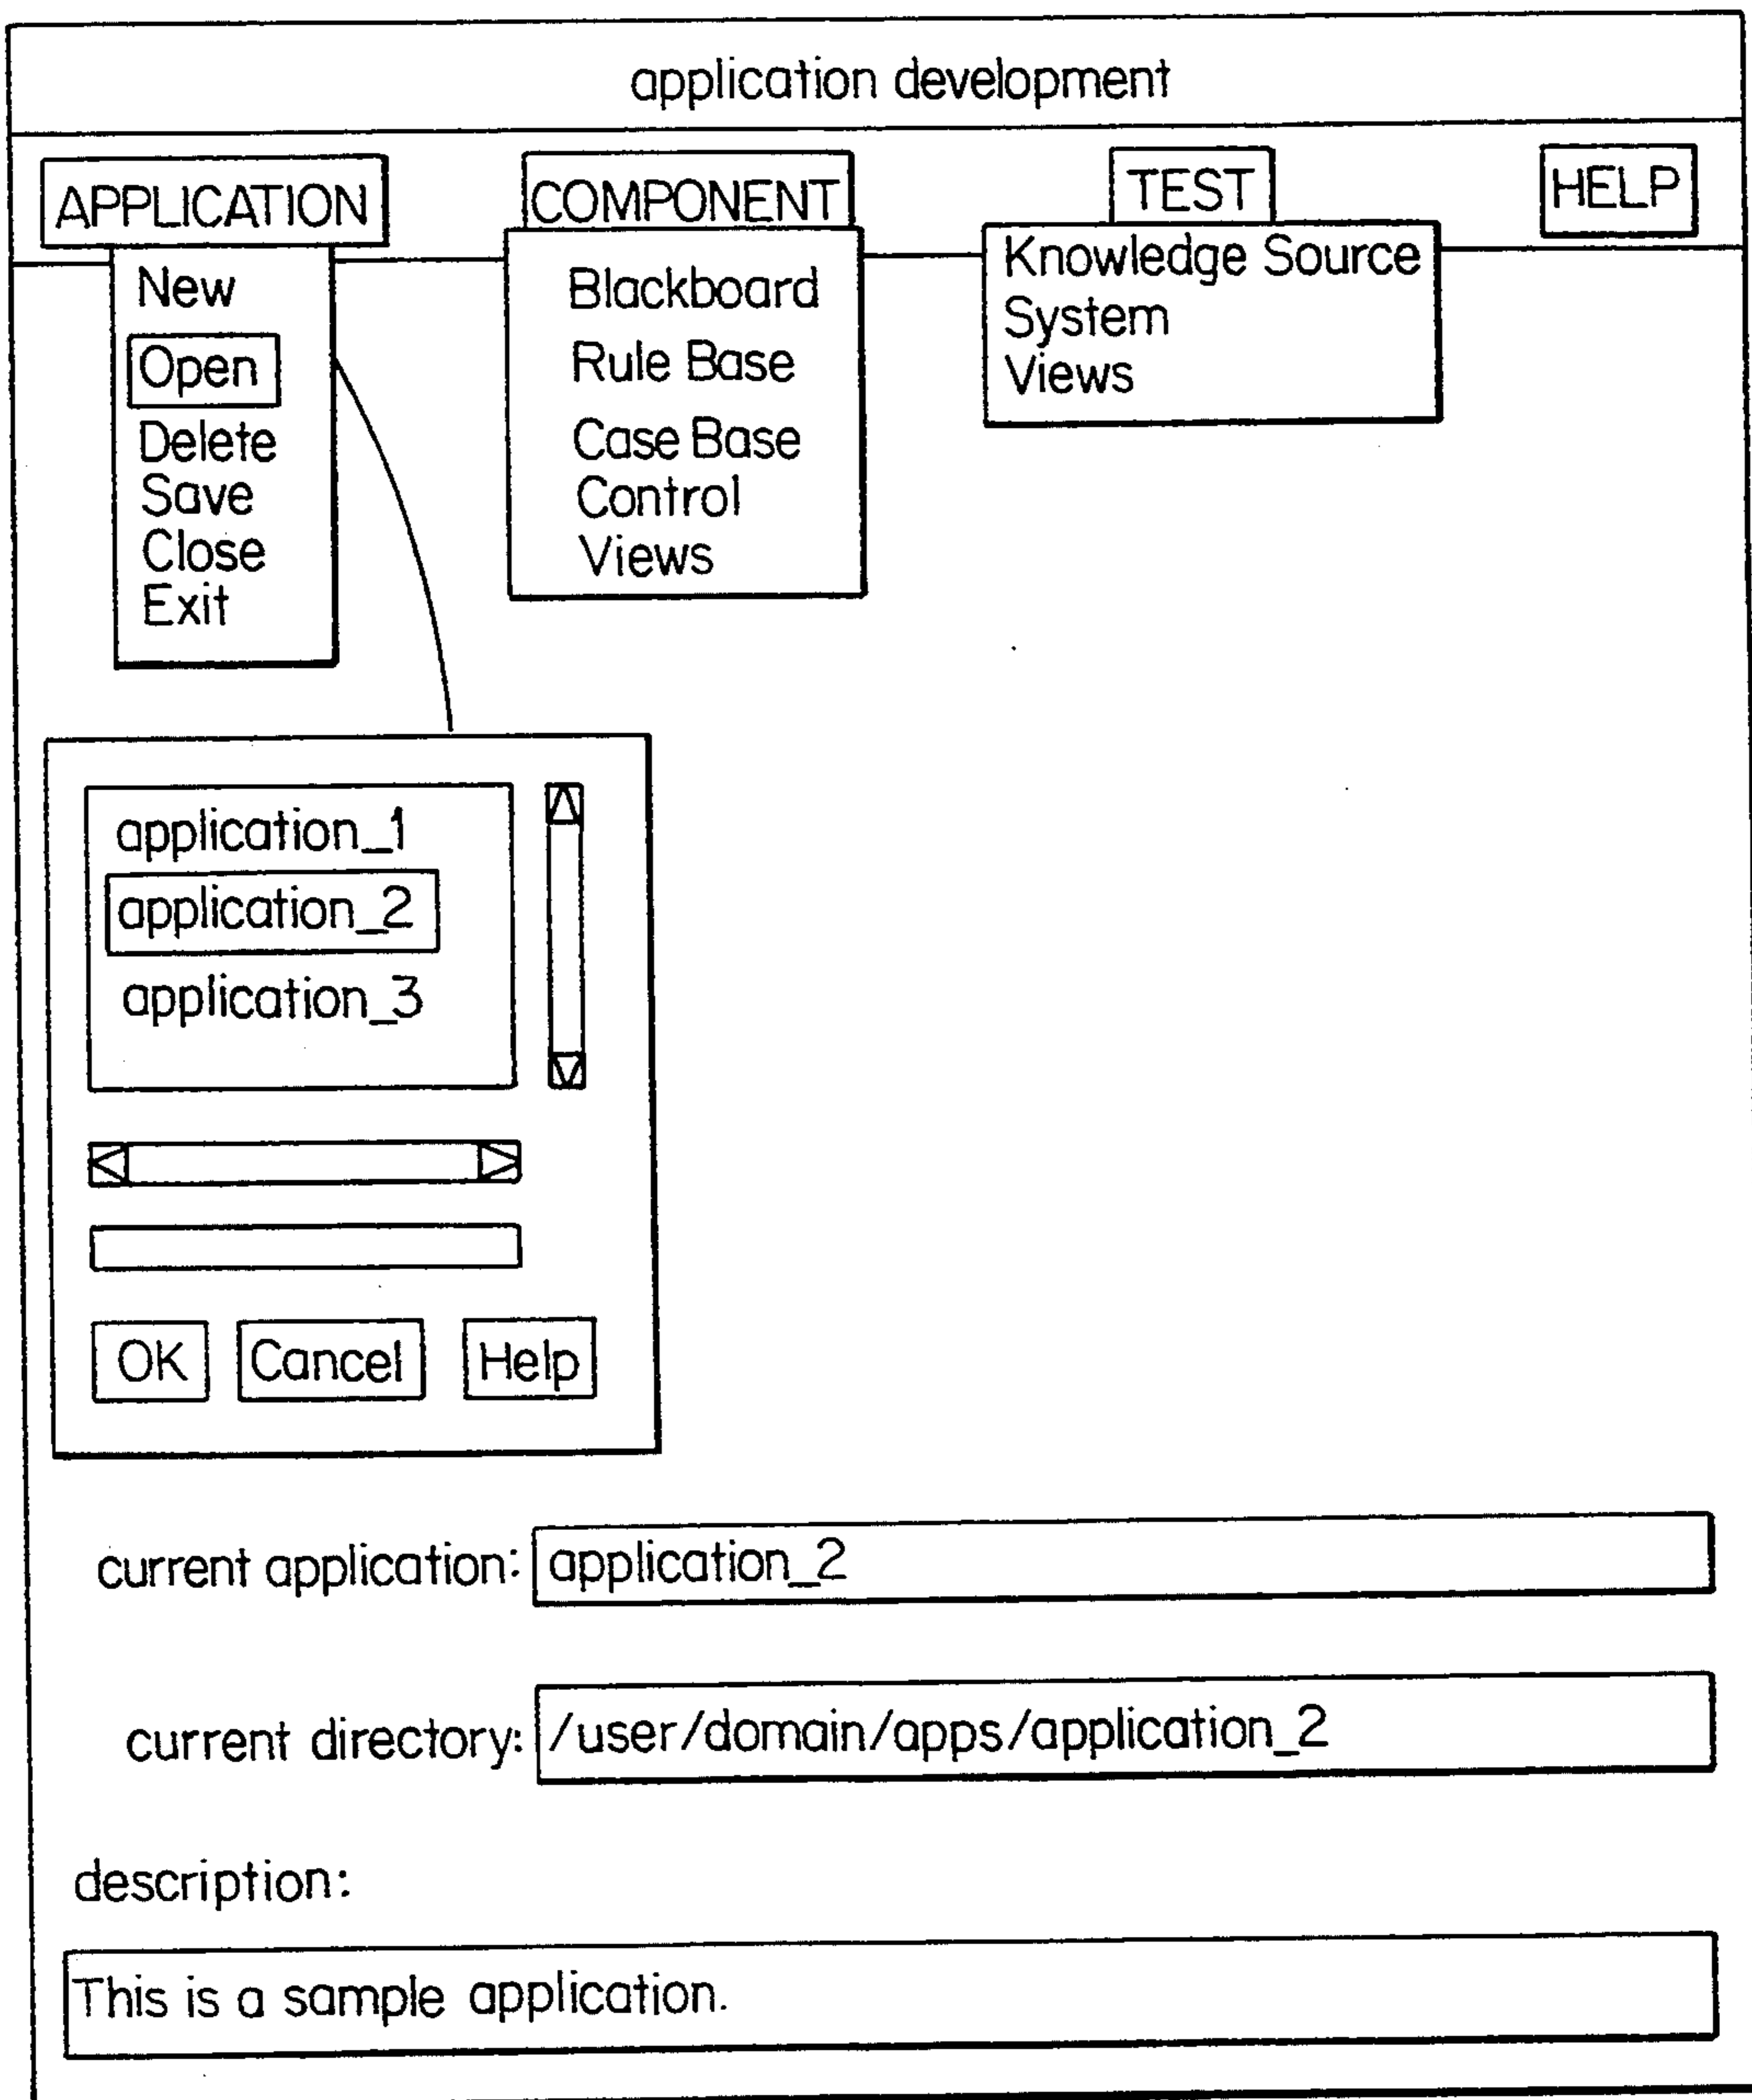 application development
APPLICATION
COMPONENT
TEST
HELP
New
Open
Delete
Save
Close
Exit
Blackboard
Rule Base
Case Base
Control
Views
Knowledge Source
System
Views
application_1
application_2
application_3
OK
Cancel
Help
current application: application_2
current directory: /user/domain/apps/application_2
description:
This is a sample application.